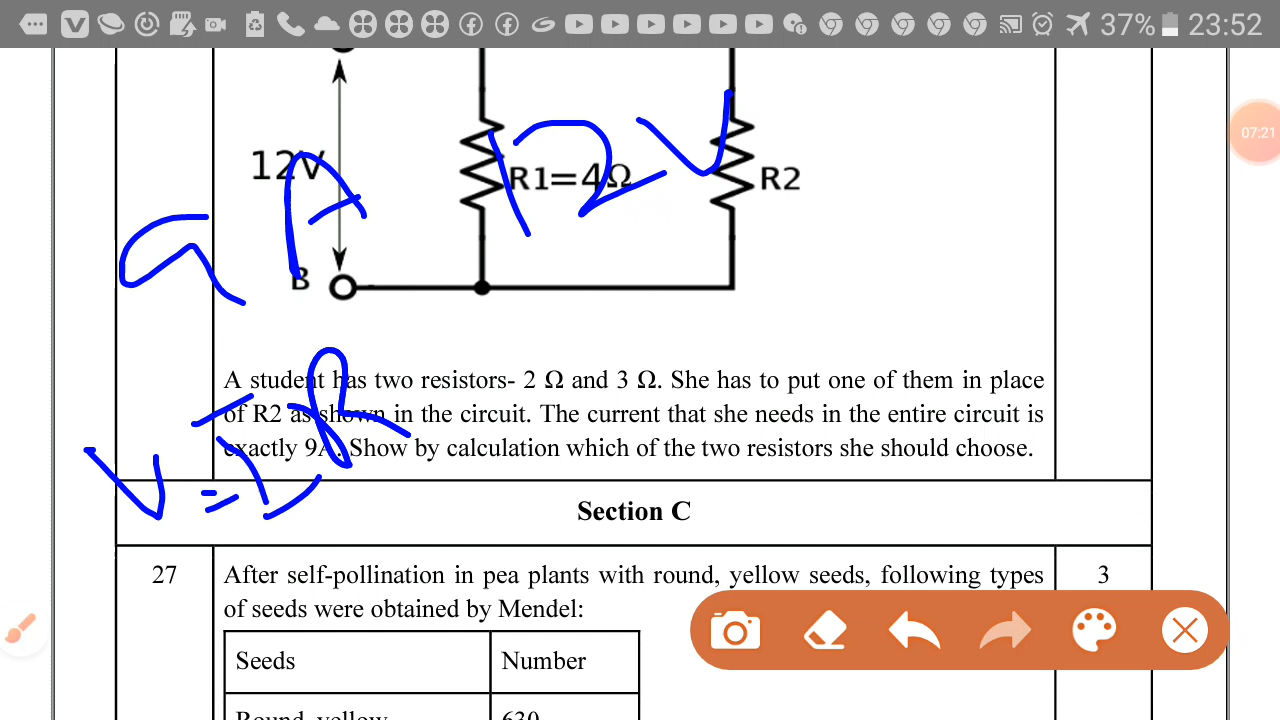 37% 23:52
07:21
12V
R1=4Ω
R2
12V
9A
B
A student has two resistors- 2 Ω and 3 Ω. She has to put one of them in place
of R2 as shown in the circuit. The current that she needs in the entire circuit is
exactly 9A. Show by calculation which of the two resistors she should choose.
V=IR
Section C
27 After self-pollination in pea plants with round, yellow seeds, following types 3
of seeds were obtained by Mendel:
Seeds Number
Round, yellow 630